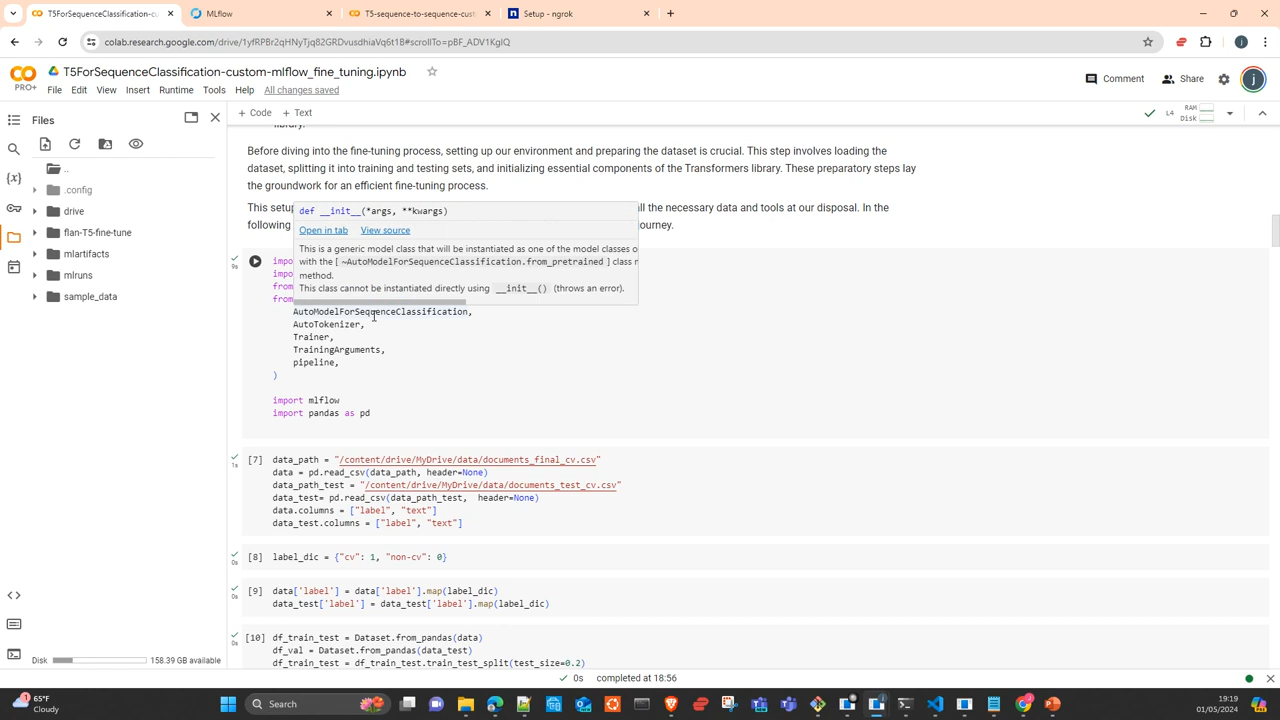 T5ForSequenceClassification-cu
MLflow
T5-sequence-to-sequence-cust
Setup - ngrok
colab.research.google.com/drive/1yfRPBr2qHNyTjq82GRDvusdhiaVq6t1B#scrollTo=pBF_ADV1KgIQ
T5ForSequenceClassification-custom-mlflow_fine_tuning.ipynb
PRO+
File Edit View Insert Runtime Tools Help All changes saved
Comment
Share
j
Files
+ Code + Text
L4
RAM
Disk
library.
Before diving into the fine-tuning process, setting up our environment and preparing the dataset is crucial. This step involves loading the
dataset, splitting it into training and testing sets, and initializing essential components of the Transformers library. These preparatory steps lay
the groundwork for an efficient fine-tuning process.
This setup
ll the necessary data and tools at our disposal. In the
following
ourney.
..
.config
drive
flan-T5-fine-tune
mlartifacts
mlruns
sample_data
def __init__(*args, **kwargs)
Open in tab View source
This is a generic model class that will be instantiated as one of the model classes o
with the [ ~AutoModelForSequenceClassification.from_pretrained ] class
method.
This class cannot be instantiated directly using __init__() (throws an error).
9s
impo
impo
from
from
AutoModelForSequenceClassification,
AutoTokenizer,
Trainer,
TrainingArguments,
pipeline,
)
import mlflow
import pandas as pd
1s
[7] data_path = "/content/drive/MyDrive/data/documents_final_cv.csv"
data = pd.read_csv(data_path, header=None)
data_path_test = "/content/drive/MyDrive/data/documents_test_cv.csv"
data_test= pd.read_csv(data_path_test, header=None)
data.columns = ["label", "text"]
data_test.columns = ["label", "text"]
0s
[8] label_dic = {"cv": 1, "non-cv": 0}
0s
[9] data['label'] = data['label'].map(label_dic)
data_test['label'] = data_test['label'].map(label_dic)
0s
[10] df_train_test = Dataset.from_pandas(data)
df_val = Dataset.from_pandas(data_test)
df_train_test = df_train_test.train_test_split(test_size=0.2)
Disk
158.39 GB available
0s completed at 18:56
65°F
Cloudy
Search
19:19
01/05/2024